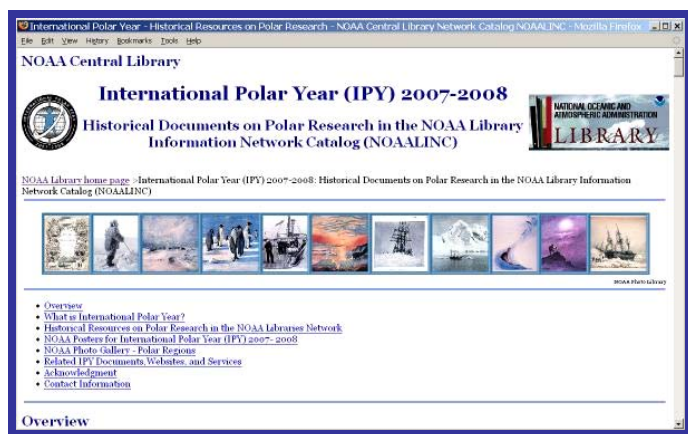 International Polar Year - Historical Resources on Polar Research - NOAA Central Library Network Catalog NOAALINC - Mozilla Firefox
File Edit View History Bookmarks Tools Help
NOAA Central Library
International Polar Year (IPY) 2007-2008
Historical Documents on Polar Research in the NOAA Library
Information Network Catalog (NOAALINC)
NATIONAL OCEANIC AND
ATMOSPHERIC ADMINISTRATION
LIBRARY
NOAA Library home page >International Polar Year (IPY) 2007-2008: Historical Documents on Polar Research in the NOAA Library Information
Network Catalog (NOAALINC)
NOAA Photo Library
Overview
What is International Polar Year?
Historical Resources on Polar Research in the NOAA Libraries Network
NOAA Posters for International Polar Year (IPY) 2007- 2008
NOAA Photo Gallery - Polar Regions
Related IPY Documents, Websites, and Services
Acknowledgment
Contact Information
Overview